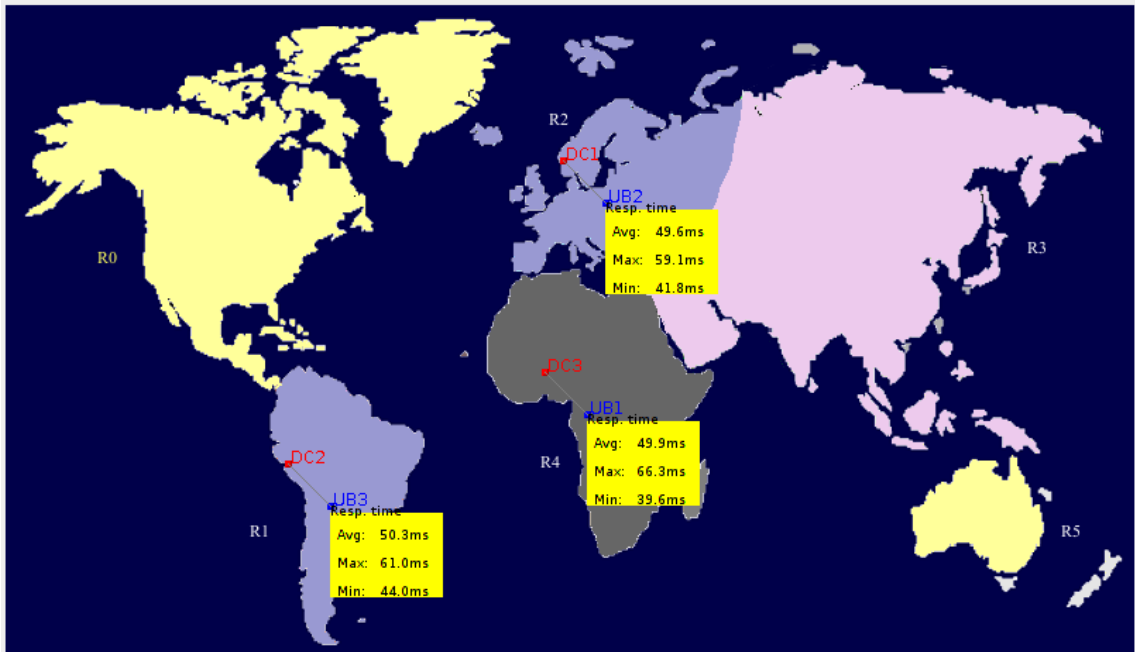 R2
DC1
UB2
Resp. time
Avg: 49.6ms
Max: 59.1ms
Min: 41.8ms
R0
R3
DC3
UB1
Resp. time
Avg: 49.9ms
Max: 66.3ms
Min: 39.6ms
R4
DC2
UB3
Resp. time
Avg: 50.3ms
Max: 61.0ms
Min: 44.0ms
R1
R5